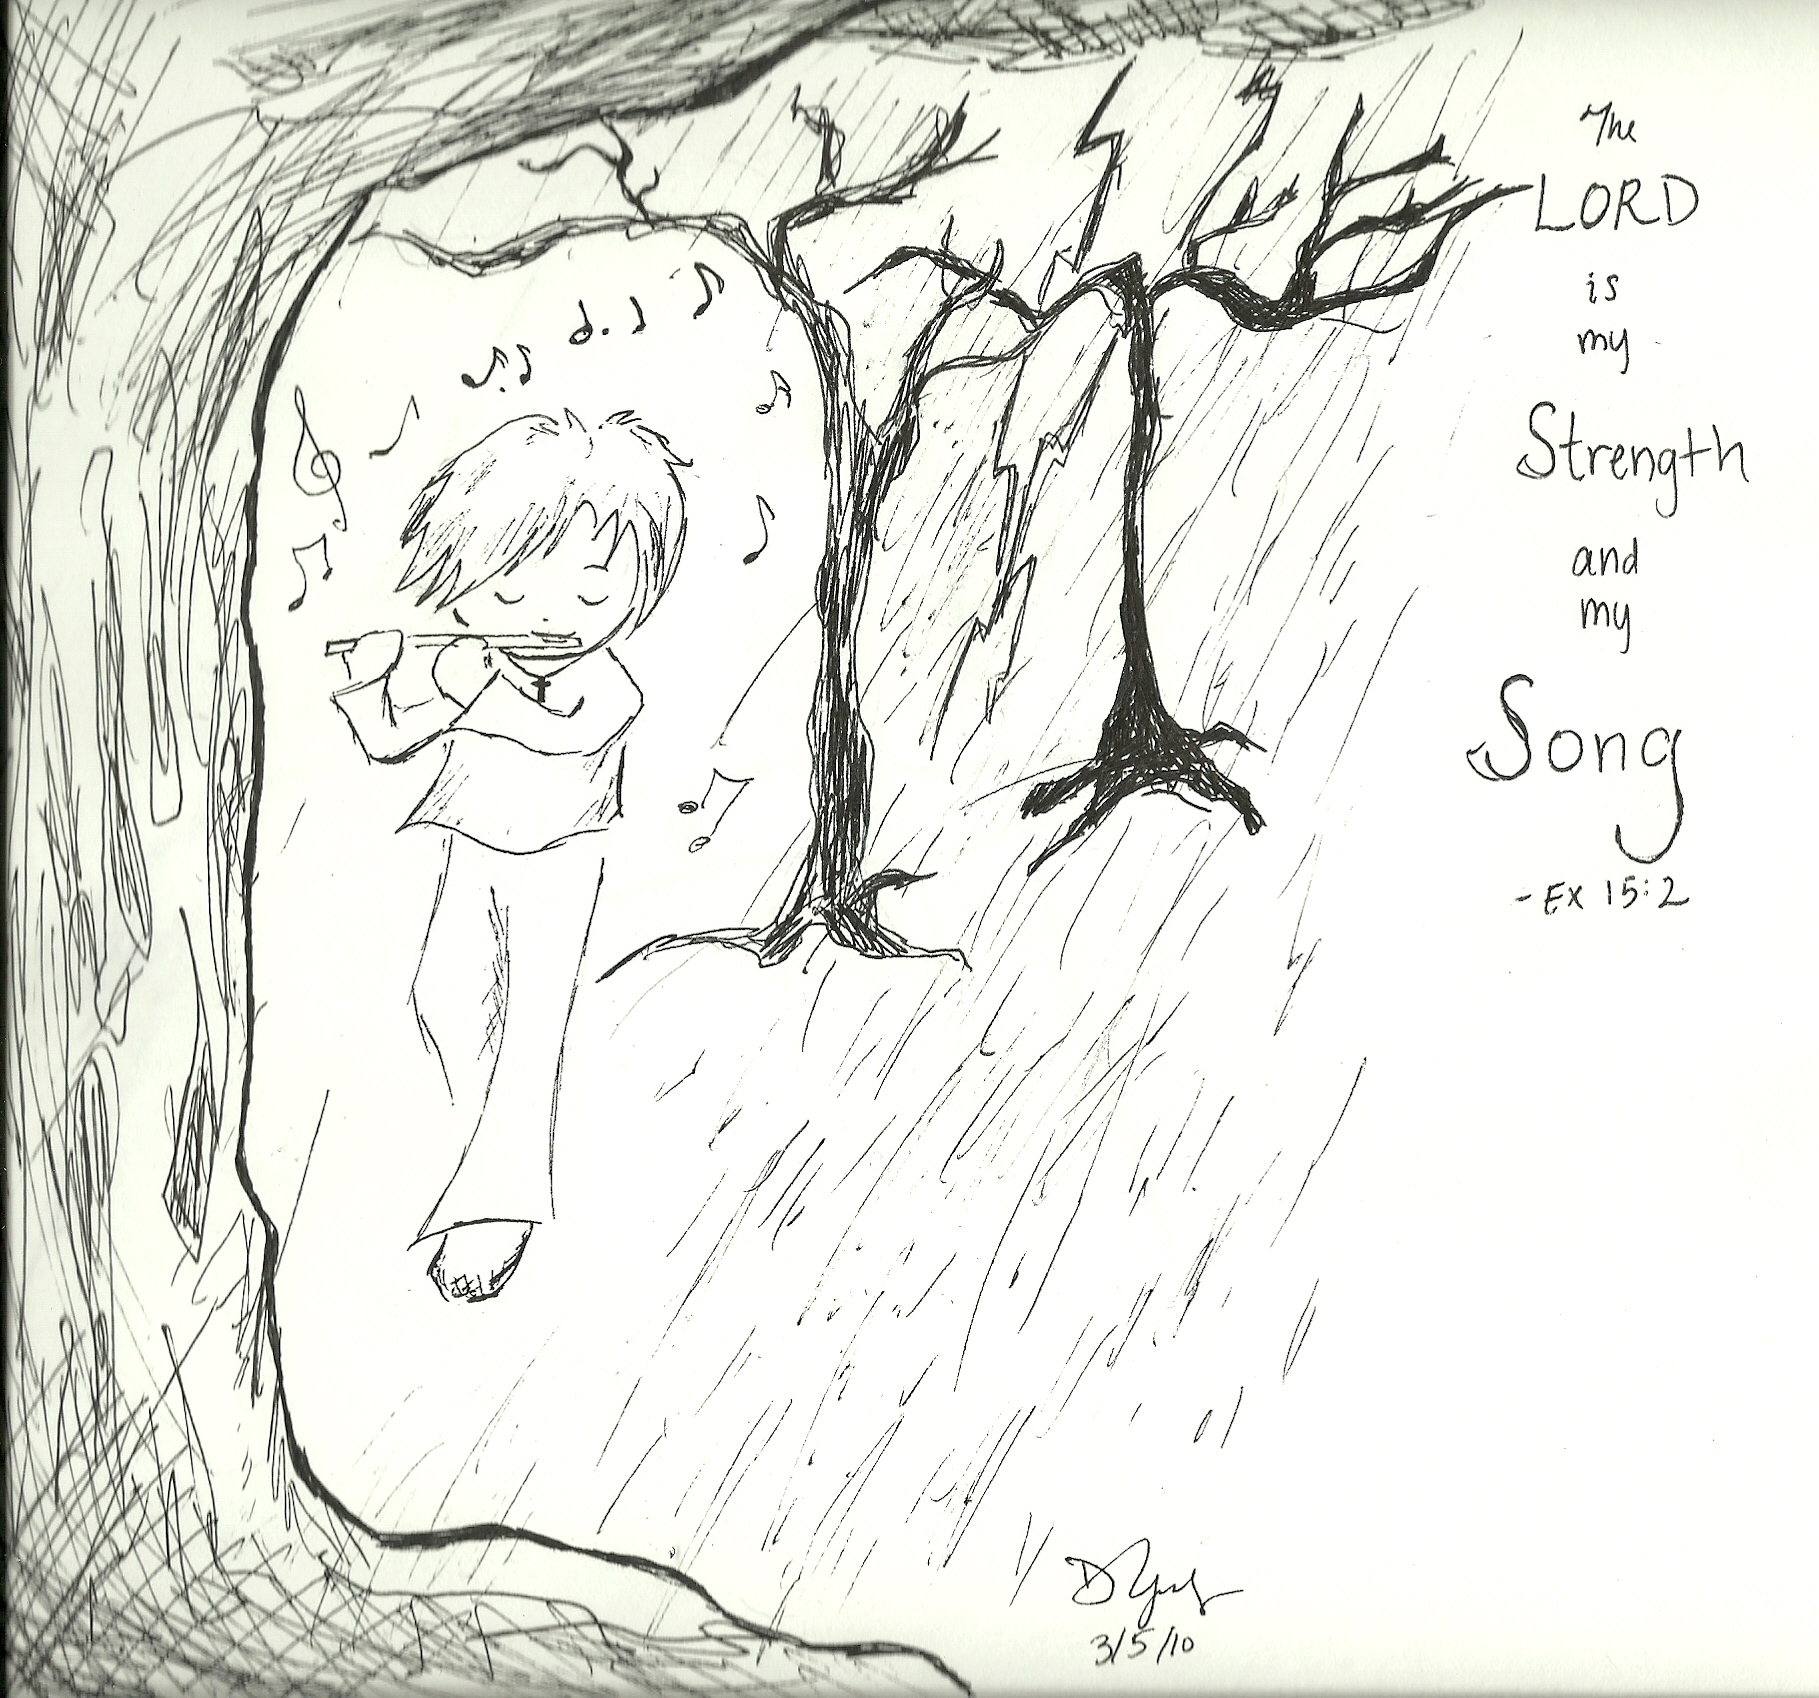 The
LORD
is
my
Strength
and
my
Song
-Ex 15:2
3/5/10